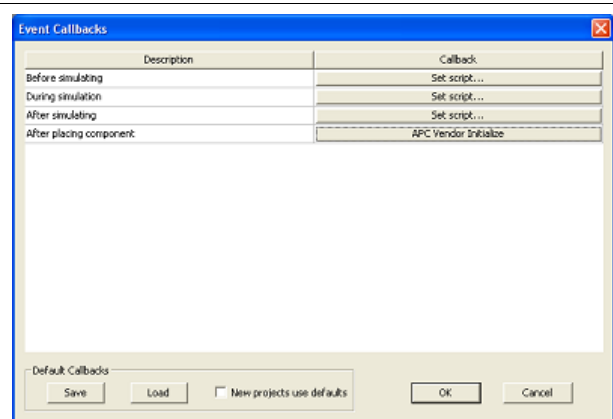 Event Callbacks
Description Callback
Before simulating Set script...
During simulation Set script...
After simulating Set script...
After placing component APC Vendor Initialize
Default Callbacks
Save Load New projects use defaults OK Cancel